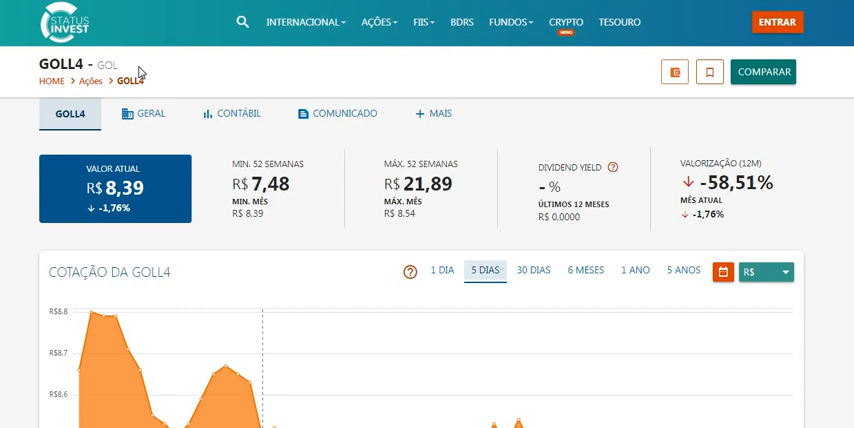 STATUS
INVEST
INTERNACIONAL
AÇÕES
FIIS
BDRS
FUNDOS
CRYPTO
TESOURO
NOVO
ENTRAR
GOLL4 - GOL
HOME > Ações > GOLL4
COMPARAR
GOLL4
GERAL
CONTÁBIL
COMUNICADO
+ MAIS
VALOR ATUAL
R$ 8,39
-1,76%
MIN. 52 SEMANAS
R$ 7,48
MIN. MÊS
R$ 8,39
MÁX. 52 SEMANAS
R$ 21,89
MÁX. MÊS
R$ 8,54
DIVIDEND YIELD ?
- %
ÚLTIMOS 12 MESES
R$ 0,0000
VALORIZAÇÃO (12M)
-58,51%
MÊS ATUAL
-1,76%
COTAÇÃO DA GOLL4
?
1 DIA
5 DIAS
30 DIAS
6 MESES
1 ANO
5 ANOS
R$
R$8.8
R$8.7
R$8.6